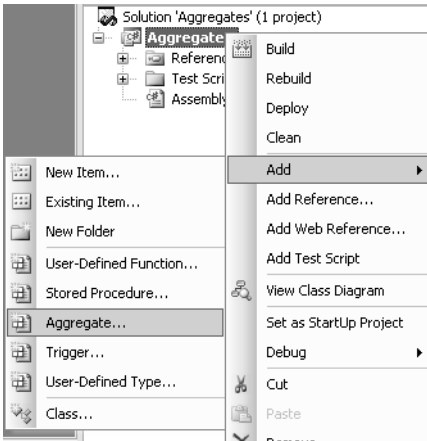 Solution 'Aggregates' (1 project)
Aggregate
Referenc
Test Scri
Assembly
Build
Rebuild
Deploy
Clean
Add
Add Reference...
Add Web Reference...
Add Test Script
View Class Diagram
Set as StartUp Project
Debug
Cut
Paste
Remove
New Item...
Existing Item...
New Folder
User-Defined Function...
Stored Procedure...
Aggregate...
Trigger...
User-Defined Type...
Class...